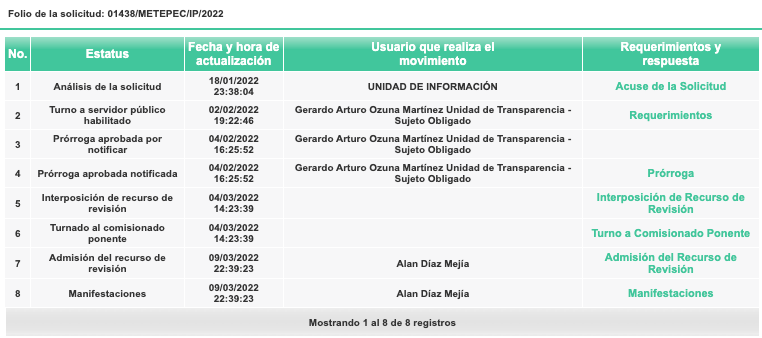 Folio de la solicitud: 01438/METEPEC/IP/2022
No. Estatus Fecha y hora de actualización Usuario que realiza el movimiento Requerimientos y respuesta
1 Análisis de la solicitud 18/01/2022 23:38:04 UNIDAD DE INFORMACIÓN Acuse de la Solicitud
2 Turno a servidor público habilitado 02/02/2022 19:22:46 Gerardo Arturo Ozuna Martínez Unidad de Transparencia - Sujeto Obligado Requerimientos
3 Prórroga aprobada por notificar 04/02/2022 16:25:52 Gerardo Arturo Ozuna Martínez Unidad de Transparencia - Sujeto Obligado
4 Prórroga aprobada notificada 04/02/2022 16:25:52 Gerardo Arturo Ozuna Martínez Unidad de Transparencia - Sujeto Obligado Prórroga
5 Interposición de recurso de revisión 04/03/2022 14:23:39 Interposición de Recurso de Revisión
6 Turnado al comisionado ponente 04/03/2022 14:23:39 Turno a Comisionado Ponente
7 Admisión del recurso de revisión 09/03/2022 22:39:23 Alan Díaz Mejía Admisión del Recurso de Revisión
8 Manifestaciones 09/03/2022 22:39:23 Alan Díaz Mejía Manifestaciones
Mostrando 1 al 8 de 8 registros